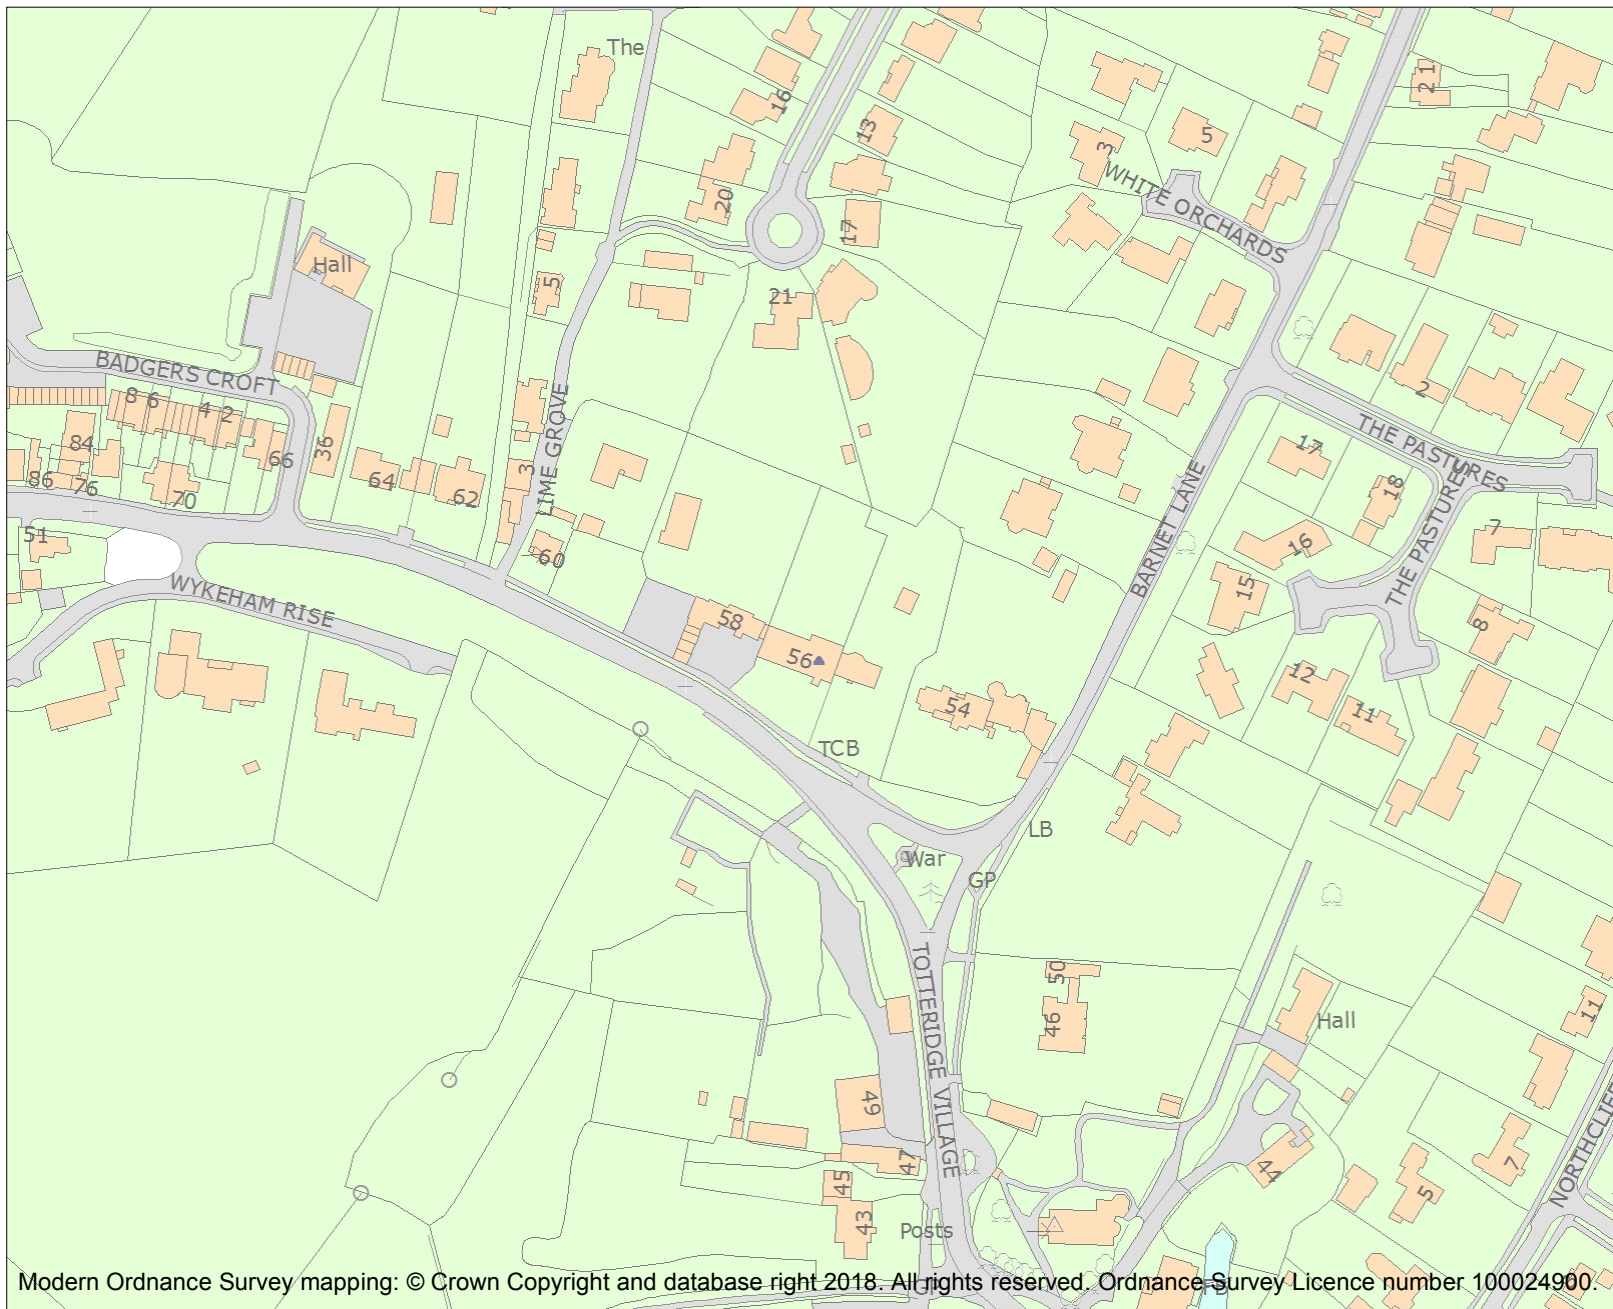 The
16
13
20
17
21
5
3
5
WHITE ORCHARDS
2 1
Hall
BADGERS CROFT
8 6
4 2
84
86
76
70
66
36
64
62
3
LIME GROVE
60
51
WYKEHAM RISE
58
56
54
TCB
BARNET LANE
THE PASTURES
THE PASTURES
2
17
18
16
15
7
8
12
11
LB
War
GP
TOTTERIDGE VILLAGE
50
46
Hall
11
7
5
44
49
47
45
43
Posts
Modern Ordnance Survey mapping: © Crown Copyright and database right 2018. All rights reserved. Ordnance Survey Licence number 100024900.